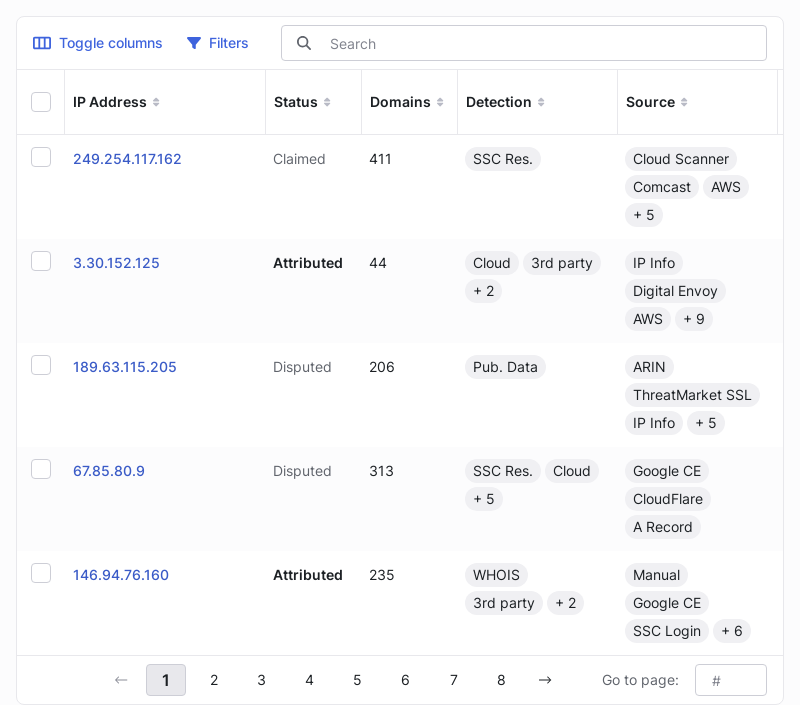 Toggle columns Filters Search
IP Address Status Domains Detection Source
249.254.117.162 Claimed 411 SSC Res. Cloud Scanner
Comcast AWS
+ 5
3.30.152.125 Attributed 44 Cloud 3rd party IP Info
+ 2 Digital Envoy
AWS + 9
189.63.115.205 Disputed 206 Pub. Data ARIN
ThreatMarket SSL
IP Info + 5
67.85.80.9 Disputed 313 SSC Res. Cloud Google CE
+ 5 CloudFlare
A Record
146.94.76.160 Attributed 235 WHOIS Manual
3rd party + 2 Google CE
SSC Login + 6
← 1 2 3 4 5 6 7 8 → Go to page: #